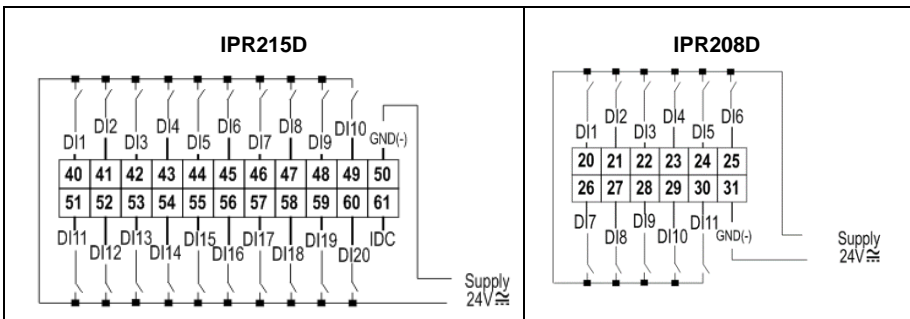 IPR215D
DI1 DI2 DI3 DI4 DI5 DI6 DI7 DI8 DI9 DI10 GND(-)
40 41 42 43 44 45 46 47 48 49 50
51 52 53 54 55 56 57 58 59 60 61
DI11 DI12 DI13 DI14 DI15 DI16 DI17 DI18 DI19 DI20 IDC
Supply
24V
IPR208D
DI1 DI2 DI3 DI4 DI5 DI6
20 21 22 23 24 25
26 27 28 29 30 31
DI7 DI8 DI9 DI10 DI11 GND(-)
Supply
24V